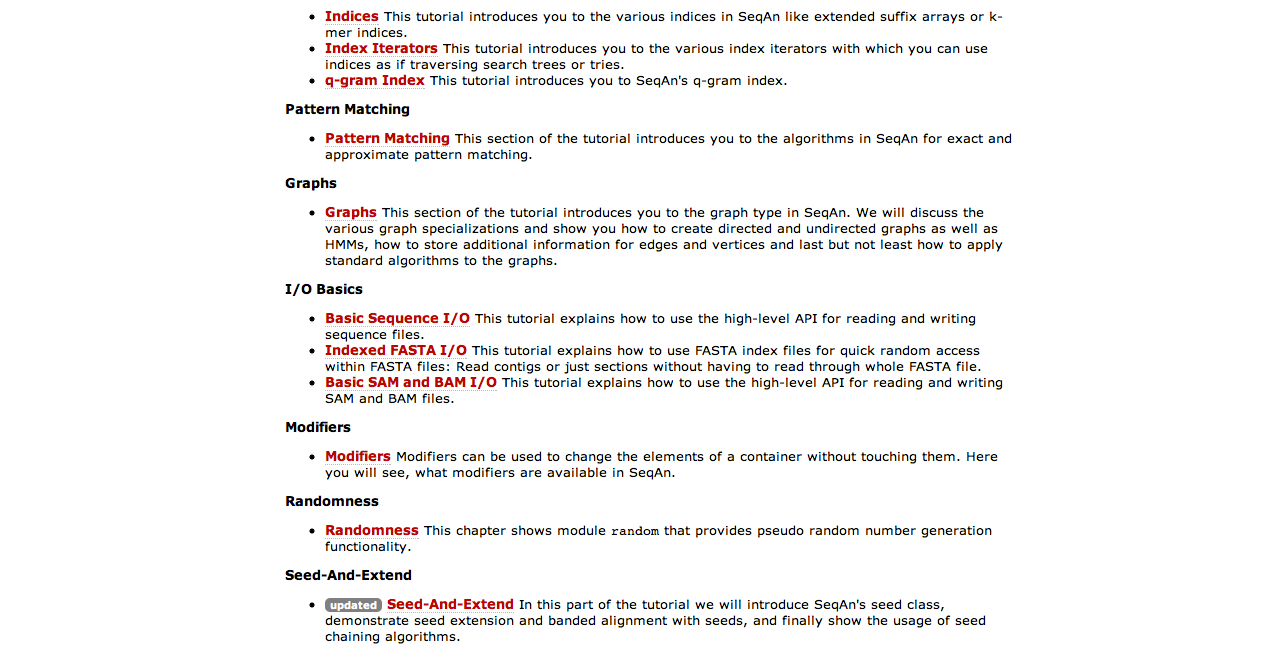 Indices This tutorial introduces you to the various indices in SeqAn like extended suffix arrays or k-
mer indices.
Index Iterators This tutorial introduces you to the various index iterators with which you can use
indices as if traversing search trees or tries.
q-gram Index This tutorial introduces you to SeqAn's q-gram index.
Pattern Matching
Pattern Matching This section of the tutorial introduces you to the algorithms in SeqAn for exact and
approximate pattern matching.
Graphs
Graphs This section of the tutorial introduces you to the graph type in SeqAn. We will discuss the
various graph specializations and show you how to create directed and undirected graphs as well as
HMMs, how to store additional information for edges and vertices and last but not least how to apply
standard algorithms to the graphs.
I/O Basics
Basic Sequence I/O This tutorial explains how to use the high-level API for reading and writing
sequence files.
Indexed FASTA I/O This tutorial explains how to use FASTA index files for quick random access
within FASTA files: Read contigs or just sections without having to read through whole FASTA file.
Basic SAM and BAM I/O This tutorial explains how to use the high-level API for reading and writing
SAM and BAM files.
Modifiers
Modifiers Modifiers can be used to change the elements of a container without touching them. Here
you will see, what modifiers are available in SeqAn.
Randomness
Randomness This chapter shows module random that provides pseudo random number generation
functionality.
Seed-And-Extend
updated Seed-And-Extend In this part of the tutorial we will introduce SeqAn's seed class,
demonstrate seed extension and banded alignment with seeds, and finally show the usage of seed
chaining algorithms.